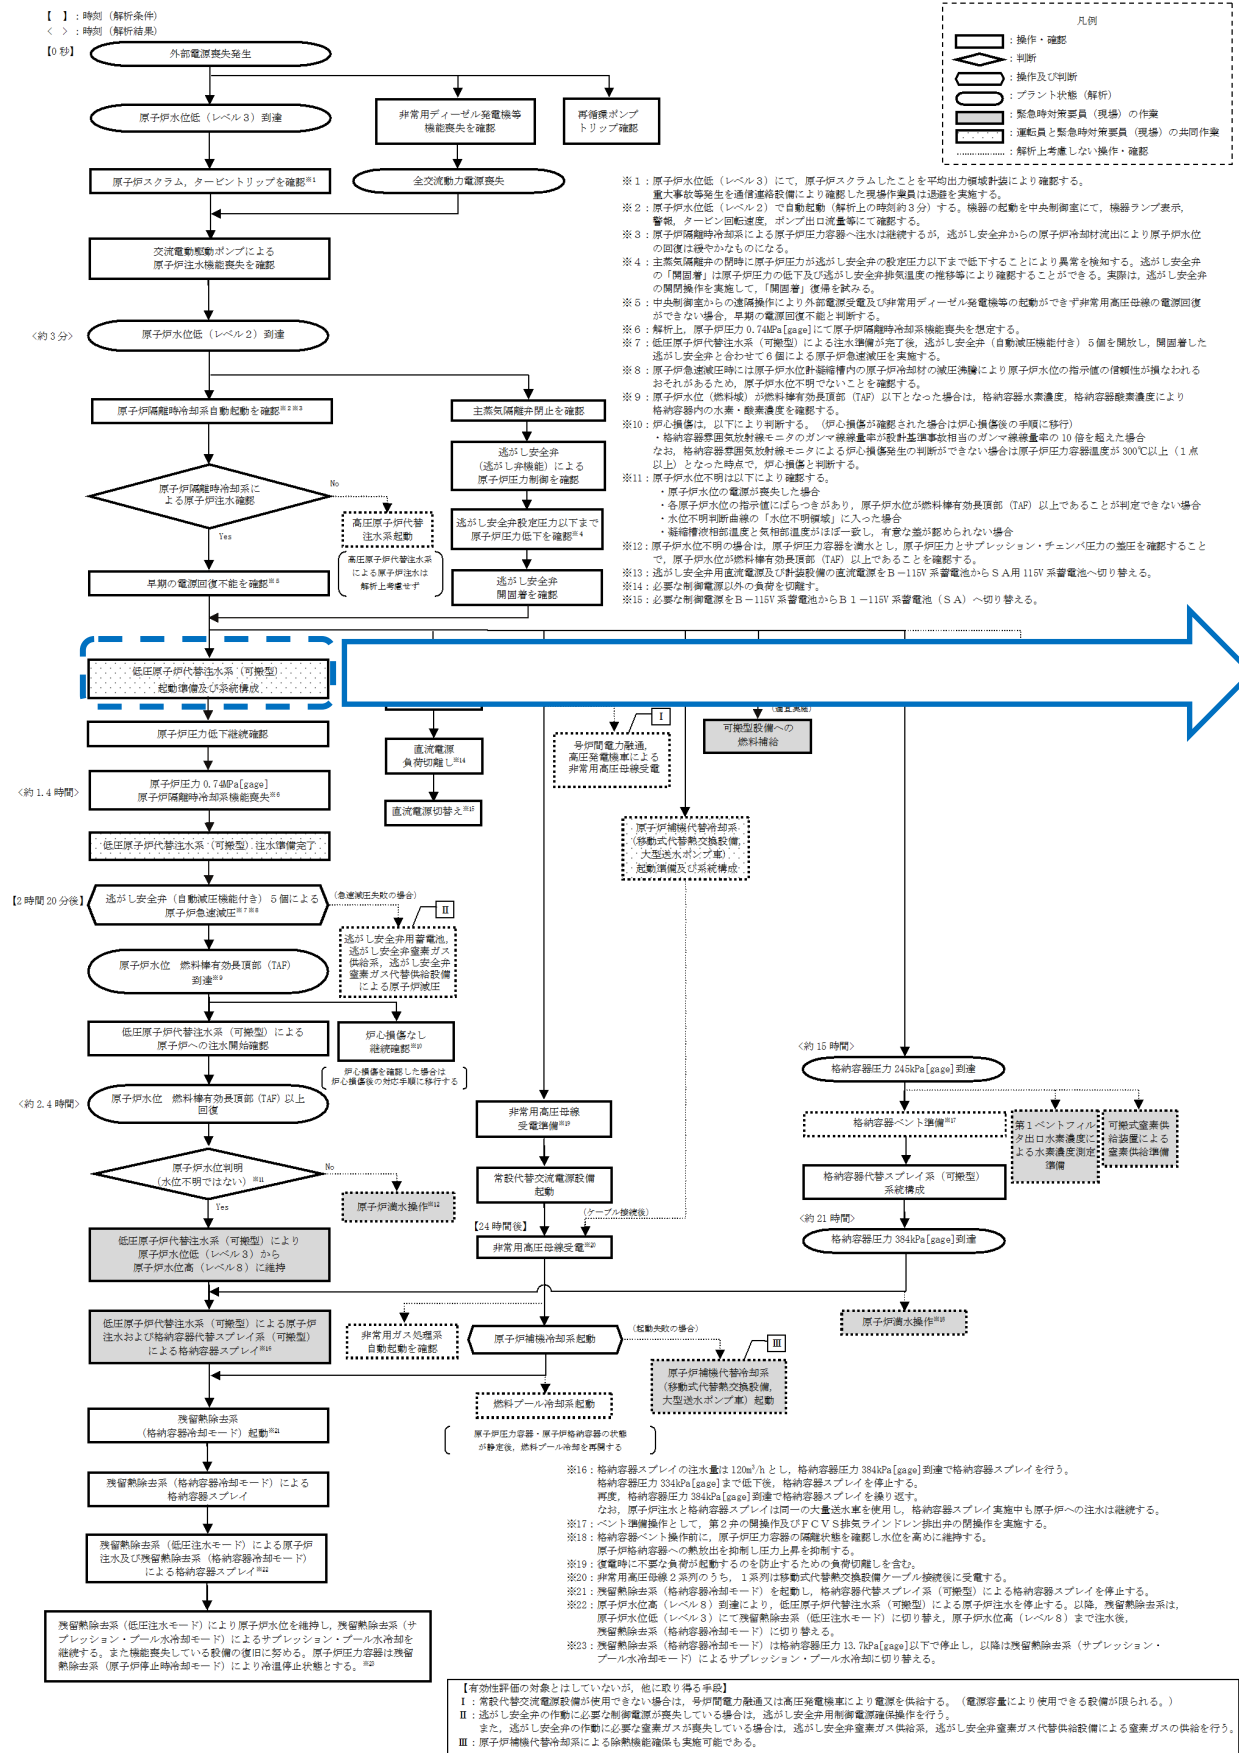 【　】：時刻（解析条件）
＜　＞：時刻（解析結果）
【0秒】
外部電源喪失発生
原子炉水位低（レベル３）到達
非常用ディーゼル発電機等
機能喪失を確認
再循環ポンプ
トリップ確認
原子炉スクラム，タービントリップを確認※1
全交流動力電源喪失
交流電動駆動ポンプによる
原子炉注水機能喪失を確認
＜約３分＞
原子炉水位低（レベル２）到達
原子炉隔離時冷却系自動起動を確認※2※3
主蒸気隔離弁閉止を確認
逃がし安全弁
（逃がし弁機能）による
原子炉圧力制御を確認
原子炉隔離時冷却系に
よる原子炉注水確認
No
Yes
高圧原子炉代替
注水系起動
高圧原子炉代替注水系
による原子炉注水は
解析上考慮せず
逃がし安全弁設定圧力以下まで
原子炉圧力低下を確認※4
早期の電源回復不能を確認※5
逃がし安全弁
開固着を確認
低圧原子炉代替注水系（可搬型）
起動準備及び系統構成
原子炉圧力低下継続確認
＜約1.4時間＞
原子炉圧力0.74MPa[gage]
原子炉隔離時冷却系機能喪失※6
低圧原子炉代替注水系（可搬型）注水準備完了
【2時間20分後】
逃がし安全弁（自動減圧機能付き）５個による
原子炉急速減圧※7※8
（急速減圧失敗の場合）
Ⅱ
逃がし安全弁用蓄電池，
逃がし安全弁窒素ガス
供給系，逃がし安全弁
窒素ガス代替供給設備
による原子炉減圧
原子炉水位　燃料棒有効長頂部（TAF）
到達※9
低圧原子炉代替注水系（可搬型）による
原子炉への注水開始確認
炉心損傷なし
継続確認※10
炉心損傷を確認した場合は
炉心損傷後の対応手順に移行する
＜約2.4時間＞
原子炉水位　燃料棒有効長頂部（TAF）以上
回復
原子炉水位判明
（水位不明ではない）※11
No
Yes
原子炉満水操作※12
低圧原子炉代替注水系（可搬型）により
原子炉水位低（レベル３）から
原子炉水位高（レベル８）に維持
低圧原子炉代替注水系（可搬型）による原子炉
注水および格納容器代替スプレイ系（可搬型）
による格納容器スプレイ※16
残留熱除去系
（格納容器冷却モード）起動※21
残留熱除去系（格納容器冷却モード）による
格納容器スプレイ
残留熱除去系（低圧注水モード）による原子炉
注水及び残留熱除去系（格納容器冷却モード）
による格納容器スプレイ※22
残留熱除去系（低圧注水モード）により原子炉水位を維持し，残留熱除去系（サ
プレッション・プール水冷却モード）によるサプレッション・プール水冷却を
継続する。また機能喪失している設備の復旧に努める。原子炉圧力容器は残留
熱除去系（原子炉停止時冷却モード）により冷温停止状態とする。※23
直流電源
負荷切離し※14
直流電源切替え※15
Ⅰ
号炉間電力融通，
高圧発電機車による
非常用高圧母線受電
（適宜実施）
可搬型設備への
燃料補給
原子炉補機代替冷却系
（移動式代替熱交換設備，
大型送水ポンプ車）
起動準備及び系統構成
非常用高圧母線
受電準備※19
常設代替交流電源設備
起動
【24時間後】
（ケーブル接続後）
非常用高圧母線受電※20
非常用ガス処理系
自動起動を確認
原子炉補機冷却系起動
（起動失敗の場合）
Ⅲ
原子炉補機代替冷却系
（移動式代替熱交換設備，
大型送水ポンプ車）起動
燃料プール冷却系起動
原子炉圧力容器・原子炉格納容器の状態
が静定後，燃料プール冷却を再開する
＜約15時間＞
格納容器圧力245kPa[gage]到達
格納容器ベント準備※17
第１ベントフィル
タ出口水素濃度に
よる水素濃度測定
準備
可搬式窒素供
給装置による
窒素供給準備
格納容器代替スプレイ系（可搬型）
系統構成
＜約21時間＞
格納容器圧力384kPa[gage]到達
原子炉満水操作※18
凡例
：操作・確認
：判断
：操作及び判断
：プラント状態（解析）
：緊急時対策要員（現場）の作業
：運転員と緊急時対策要員（現場）の共同作業
：解析上考慮しない操作・確認
※１：原子炉水位低（レベル３）にて，原子炉スクラムしたことを平均出力領域計装により確認する。
重大事故等発生を通信連絡設備により確認した現場作業員は退避を実施する。
※２：原子炉水位低（レベル２）で自動起動（解析上の時刻約３分）する。機器の起動を中央制御室にて，機器ランプ表示，
警報，タービン回転速度，ポンプ出口流量等にて確認する。
※３：原子炉隔離時冷却系による原子炉圧力容器へ注水は継続するが，逃がし安全弁からの原子炉冷却材流出により原子炉水位
の回復は緩やかなものになる。
※４：主蒸気隔離弁の閉時に原子炉圧力が逃がし安全弁の設定圧力以下まで低下することにより異常を検知する。逃がし安全弁
の「開固着」は原子炉圧力の低下及び逃がし安全弁排気温度の推移等により確認することができる。実際は，逃がし安全弁
の開閉操作を実施して，「開固着」復帰を試みる。
※５：中央制御室からの遠隔操作により外部電源受電及び非常用ディーゼル発電機等の起動ができず非常用高圧母線の電源回復
ができない場合，早期の電源回復不能と判断する。
※６：解析上，原子炉圧力0.74MPa[gage]にて原子炉隔離時冷却系機能喪失を想定する。
※７：低圧原子炉代替注水系（可搬型）による注水準備が完了後，逃がし安全弁（自動減圧機能付き）５個を開放し，開固着した
逃がし安全弁と合わせて６個による原子炉急速減圧を実施する。
※８：原子炉急速減圧時には原子炉水位計凝縮槽内の原子炉冷却材の減圧沸騰により原子炉水位の指示値の信頼性が損なわれる
おそれがあるため，原子炉水位不明でないことを確認する。
※９：原子炉水位（燃料域）が燃料棒有効長頂部（TAF）以下となった場合は，格納容器水素濃度，格納容器酸素濃度により
格納容器内の水素・酸素濃度を確認する。
※10：炉心損傷は，以下により判断する。（炉心損傷が確認された場合は炉心損傷後の手順に移行）
・格納容器雰囲気放射線モニタのガンマ線線量率が設計基準事故相当のガンマ線線量率の10倍を超えた場合
なお，格納容器雰囲気放射線モニタによる炉心損傷発生の判断ができない場合は原子炉圧力容器温度が300℃以上（１点
以上）となった時点で，炉心損傷と判断する。
※11：原子炉水位不明は以下により確認する。
・原子炉水位の電源が喪失した場合
・各原子炉水位の指示値にばらつきがあり，原子炉水位が燃料棒有効長頂部（TAF）以上であることが判定できない場合
・水位不明判断曲線の「水位不明領域」に入った場合
・凝縮槽液相部温度と気相部温度がほぼ一致し，有意な差が認められない場合
※12：原子炉水位不明の場合は，原子炉圧力容器を満水とし，原子炉圧力とサプレッション・チェンバ圧力の差圧を確認すること
で，原子炉水位が燃料棒有効長頂部（TAF）以上であることを確認する。
※13：逃がし安全弁用直流電源及び計装設備の直流電源をＢ－115V系蓄電池からＳＡ用115V系蓄電池へ切り替える。
※14：必要な制御電源以外の負荷を切離す。
※15：必要な制御電源をＢ－115V系蓄電池からＢ１－115V系蓄電池（ＳＡ）へ切り替える。
※16：格納容器スプレイの注水量は120m³/hとし，格納容器圧力384kPa[gage]到達で格納容器スプレイを行う。
格納容器圧力334kPa[gage]まで低下後，格納容器スプレイを停止する。
再度，格納容器圧力384kPa[gage]到達で格納容器スプレイを繰り返す。
なお，原子炉注水と格納容器スプレイは同一の大量送水車を使用し，格納容器スプレイ実施中も原子炉への注水は継続する。
※17：ベント準備操作として，第２弁の開操作及びＦＣＶＳ排気ラインドレン排出弁の閉操作を実施する。
※18：格納容器ベント操作前に，原子炉圧力容器の隔離状態を確認し水位を高めに維持する。
原子炉格納容器への熱放出を抑制し圧力上昇を抑制する。
※19：復電時に不要な負荷が起動するのを防止するための負荷切離しを含む。
※20：非常用高圧母線２系列のうち，１系列は移動式代替熱交換設備ケーブル接続後に受電する。
※21：残留熱除去系（格納容器冷却モード）を起動し，格納容器代替スプレイ系（可搬型）による格納容器スプレイを停止する。
※22：原子炉水位高（レベル８）到達により，低圧原子炉代替注水系（可搬型）による原子炉注水を停止する。以降，残留熱除去系は，
原子炉水位低（レベル３）にて残留熱除去系（低圧注水モード）に切り替え，原子炉水位高（レベル８）まで注水後，
残留熱除去系（格納容器冷却モード）に切り替える。
※23：残留熱除去系（格納容器冷却モード）は格納容器圧力13.7kPa[gage]以下で停止し，以降は残留熱除去系（サプレッション・
プール水冷却モード）によるサプレッション・プール水冷却に切り替える。
【有効性評価の対象とはしていないが，他に取り得る手段】
Ⅰ：常設代替交流電源設備が使用できない場合は，号炉間電力融通又は高圧発電機車により電源を供給する。（電源容量により使用できる設備が限られる。）
Ⅱ：逃がし安全弁の作動に必要な制御電源が喪失している場合は，逃がし安全弁用制御電源確保操作を行う。
また，逃がし安全弁の作動に必要な窒素ガスが喪失している場合は，逃がし安全弁窒素ガス供給系，逃がし安全弁窒素ガス代替供給設備による窒素ガスの供給を行う。
Ⅲ：原子炉補機代替冷却系による除熱機能確保も実施可能である。